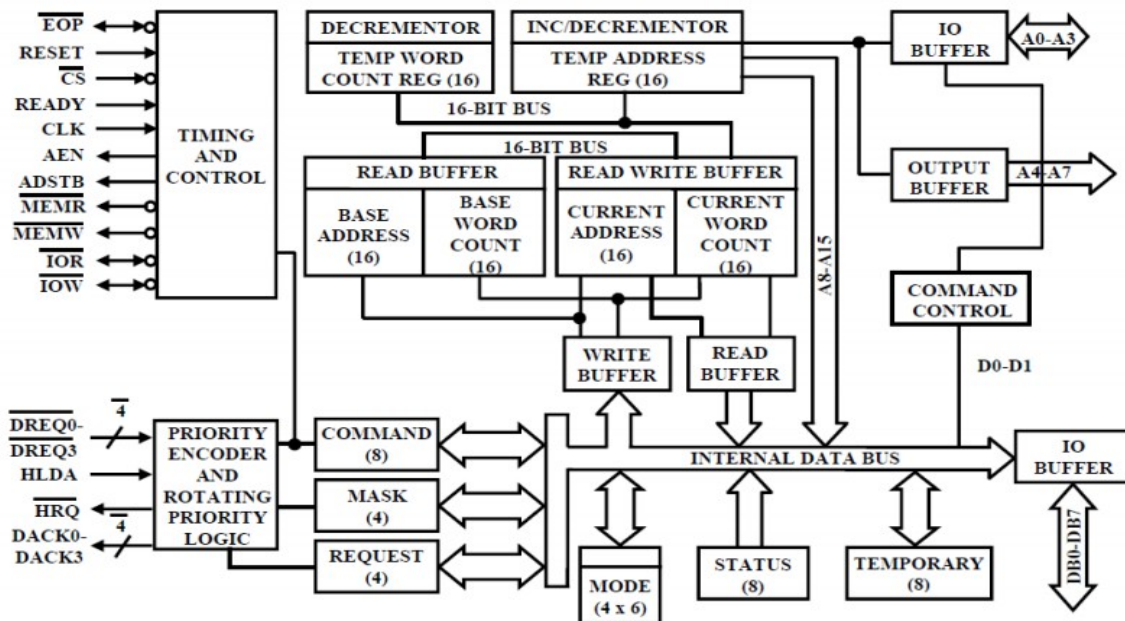 EOP
RESET
CS
READY
CLK
AEN
ADSTB
MEMR
MEMW
IOR
IOW
TIMING
AND
CONTROL
DECREMENTOR
TEMP WORD
COUNT REG (16)
INC/DECREMENTOR
TEMP ADDRESS
REG (16)
IO
BUFFER
A0-A3
16-BIT BUS
16-BIT BUS
READ BUFFER
BASE
ADDRESS
(16)
BASE
WORD
COUNT
(16)
READ WRITE BUFFER
CURRENT
ADDRESS
(16)
CURRENT
WORD
COUNT
(16)
A8-A15
OUTPUT
BUFFER
A4-A7
COMMAND
CONTROL
D0-D1
WRITE
BUFFER
READ
BUFFER
4
DREQ0-
DREQ3
HLDA
HRQ
4
DACK0-
DACK3
PRIORITY
ENCODER
AND
ROTATING
PRIORITY
LOGIC
COMMAND
(8)
MASK
(4)
REQUEST
(4)
INTERNAL DATA BUS
IO
BUFFER
DB0-DB7
MODE
(4 x 6)
STATUS
(8)
TEMPORARY
(8)